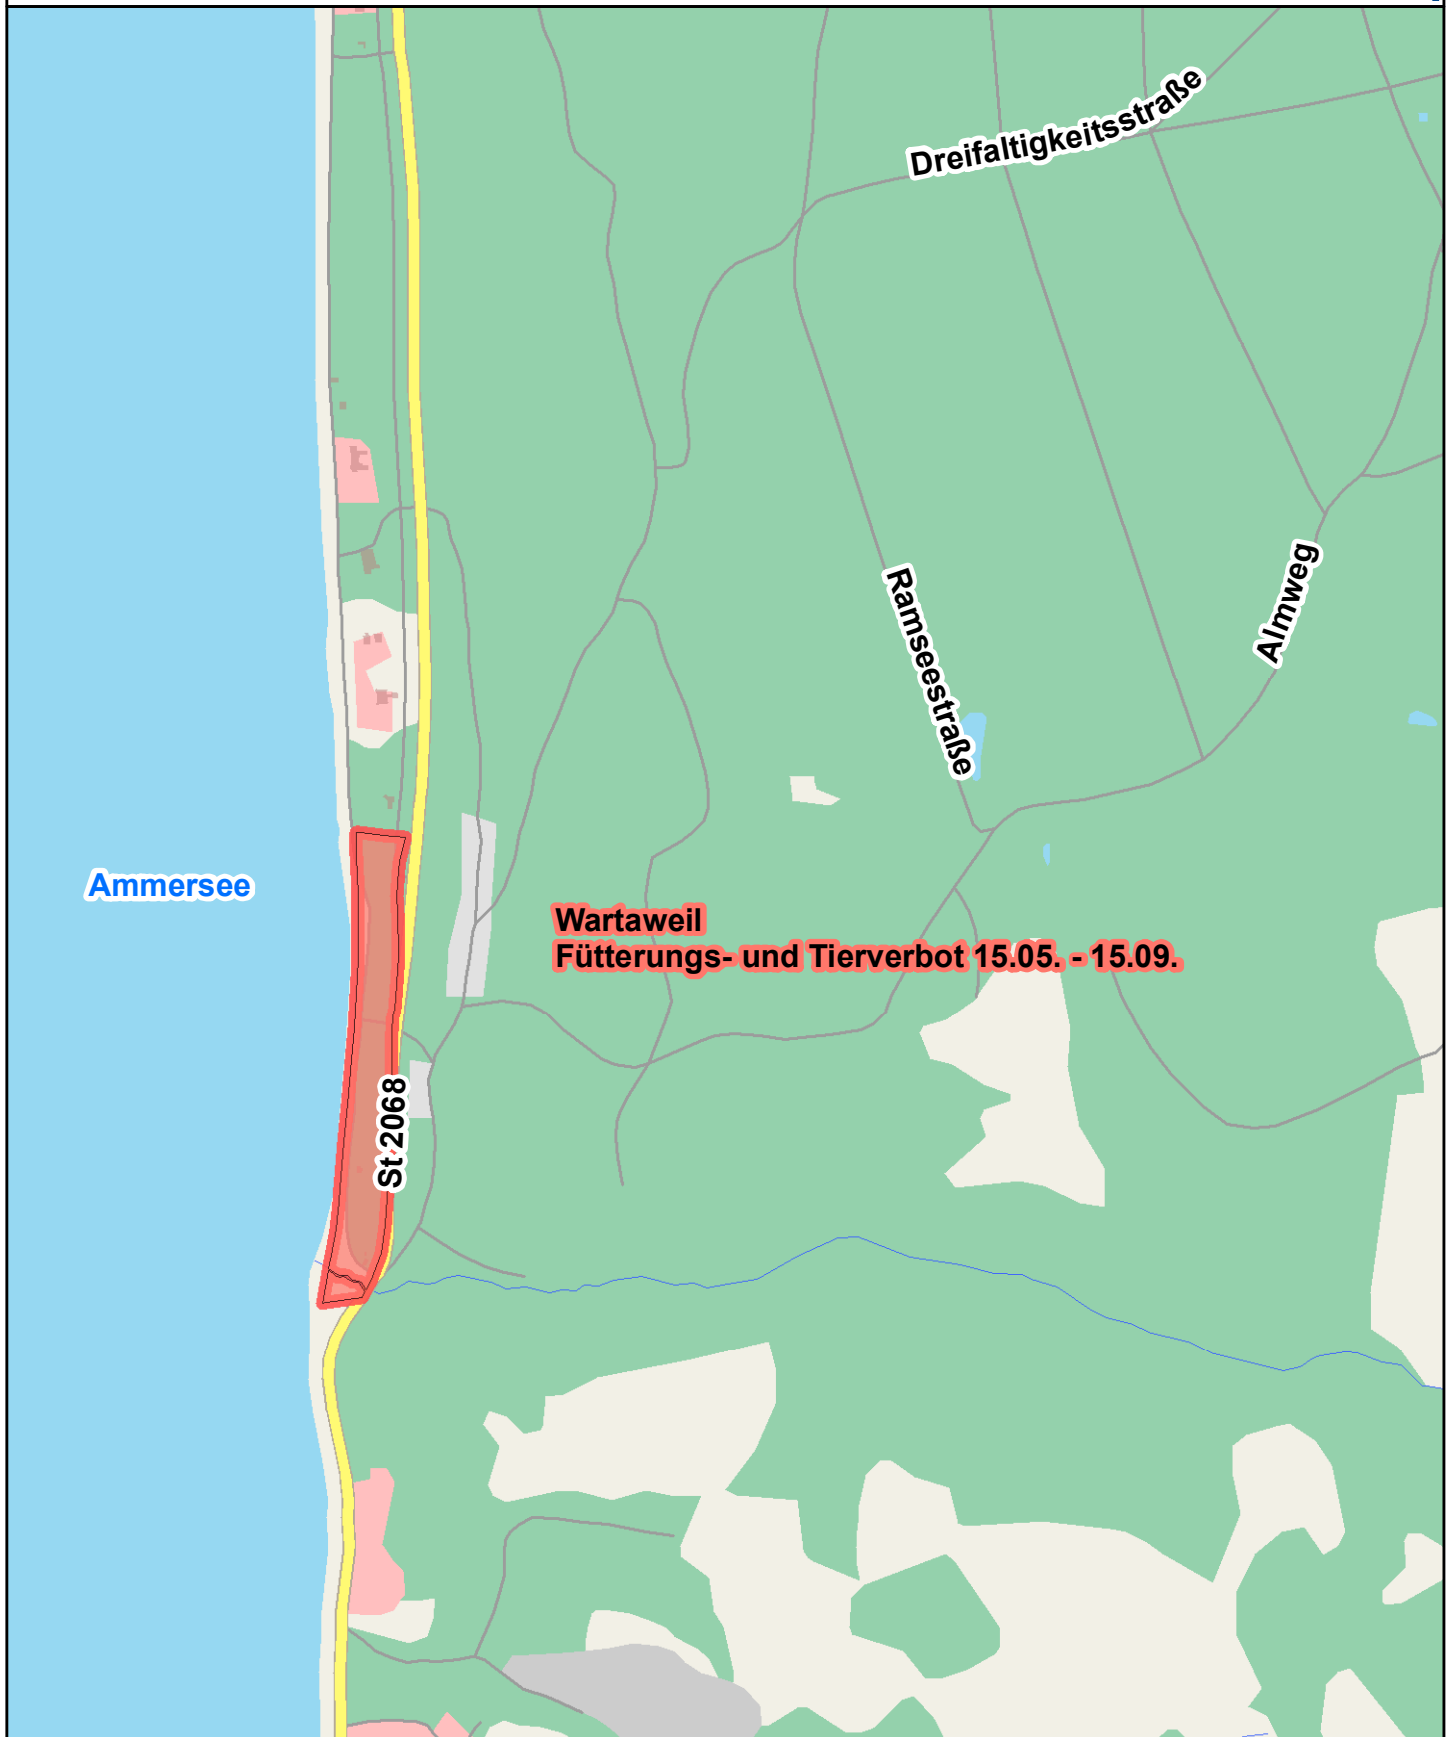 Dreifaltigkeitsstraße
Ramseestraße
Almweg
Ammersee
Wartaweil
Fütterungs- und Tierverbot 15.05. - 15.09.
St 2068